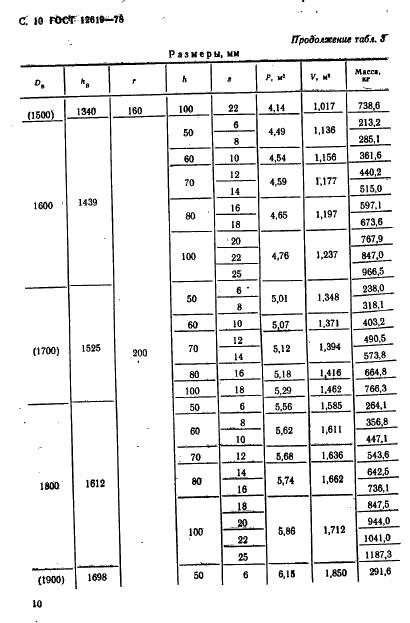 С. 10 ГОСТ 12619—78
Продолжение табл. 3
Размеры, мм
Dв hв r h s F, м² V, м³ Масса, кг
(1500) 1340 160 100 22 4,14 1,017 738,6
1600 1439 200 50 6 4,49 1,136 213,2
8 285,1
60 10 4,54 1,156 361,6
70 12 4,59 1,177 440,2
14 515,0
80 16 4,65 1,197 597,1
18 673,6
100 20 4,76 1,237 767,9
22 847,0
25 966,5
(1700) 1525 50 6 5,01 1,348 238,0
8 318,1
60 10 5,07 1,371 403,2
70 12 5,12 1,394 490,5
14 573,8
80 16 5,18 1,416 664,8
100 18 5,29 1,462 766,3
1800 1612 50 6 5,56 1,585 264,1
60 8 5,62 1,611 356,8
10 447,1
70 12 5,68 1,636 543,6
80 14 5,74 1,662 642,5
16 736,1
100 18 5,86 1,712 847,5
20 944,0
22 1041,0
25 1187,3
(1900) 1698 50 6 6,15 1,850 291,6
10